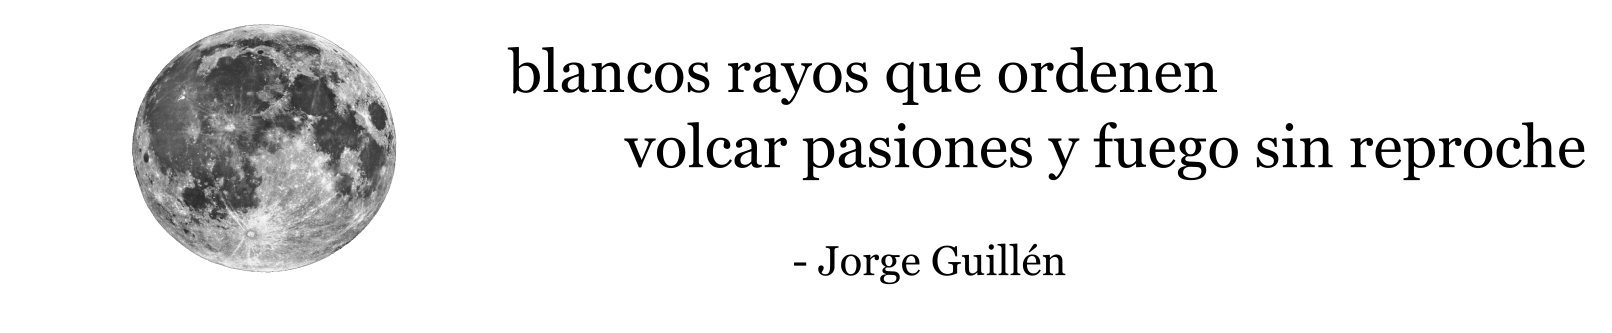 blancos rayos que ordenen
volcar pasiones y fuego sin reproche
- Jorge Guillén